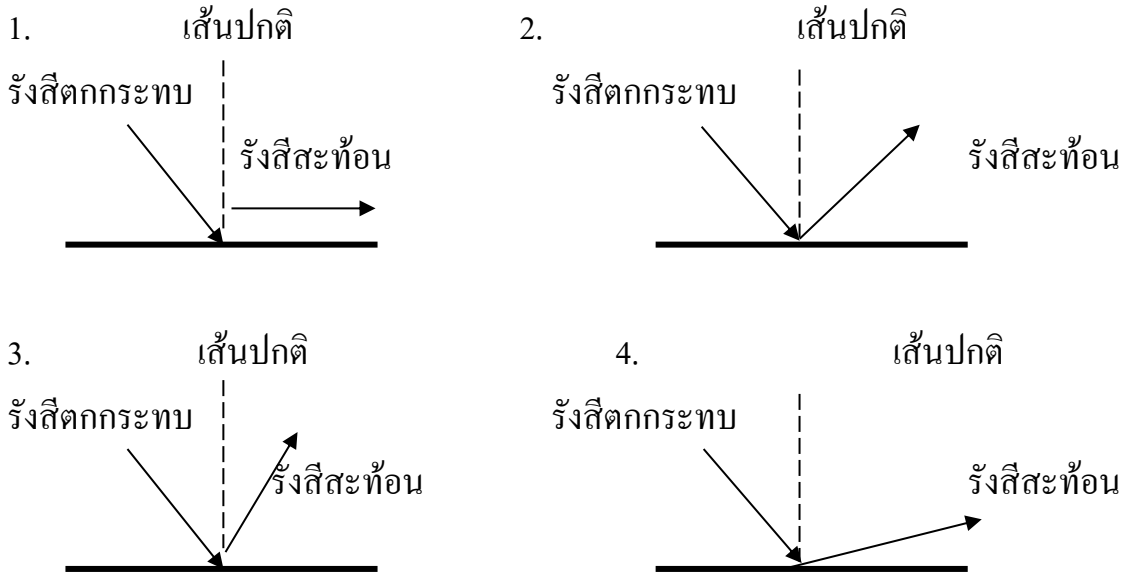 1. เส้นปกติ
รังสีตกกระทบ
รังสีสะท้อน
2. เส้นปกติ
รังสีตกกระทบ
รังสีสะท้อน
3. เส้นปกติ
รังสีตกกระทบ
รังสีสะท้อน
4. เส้นปกติ
รังสีตกกระทบ
รังสีสะท้อน